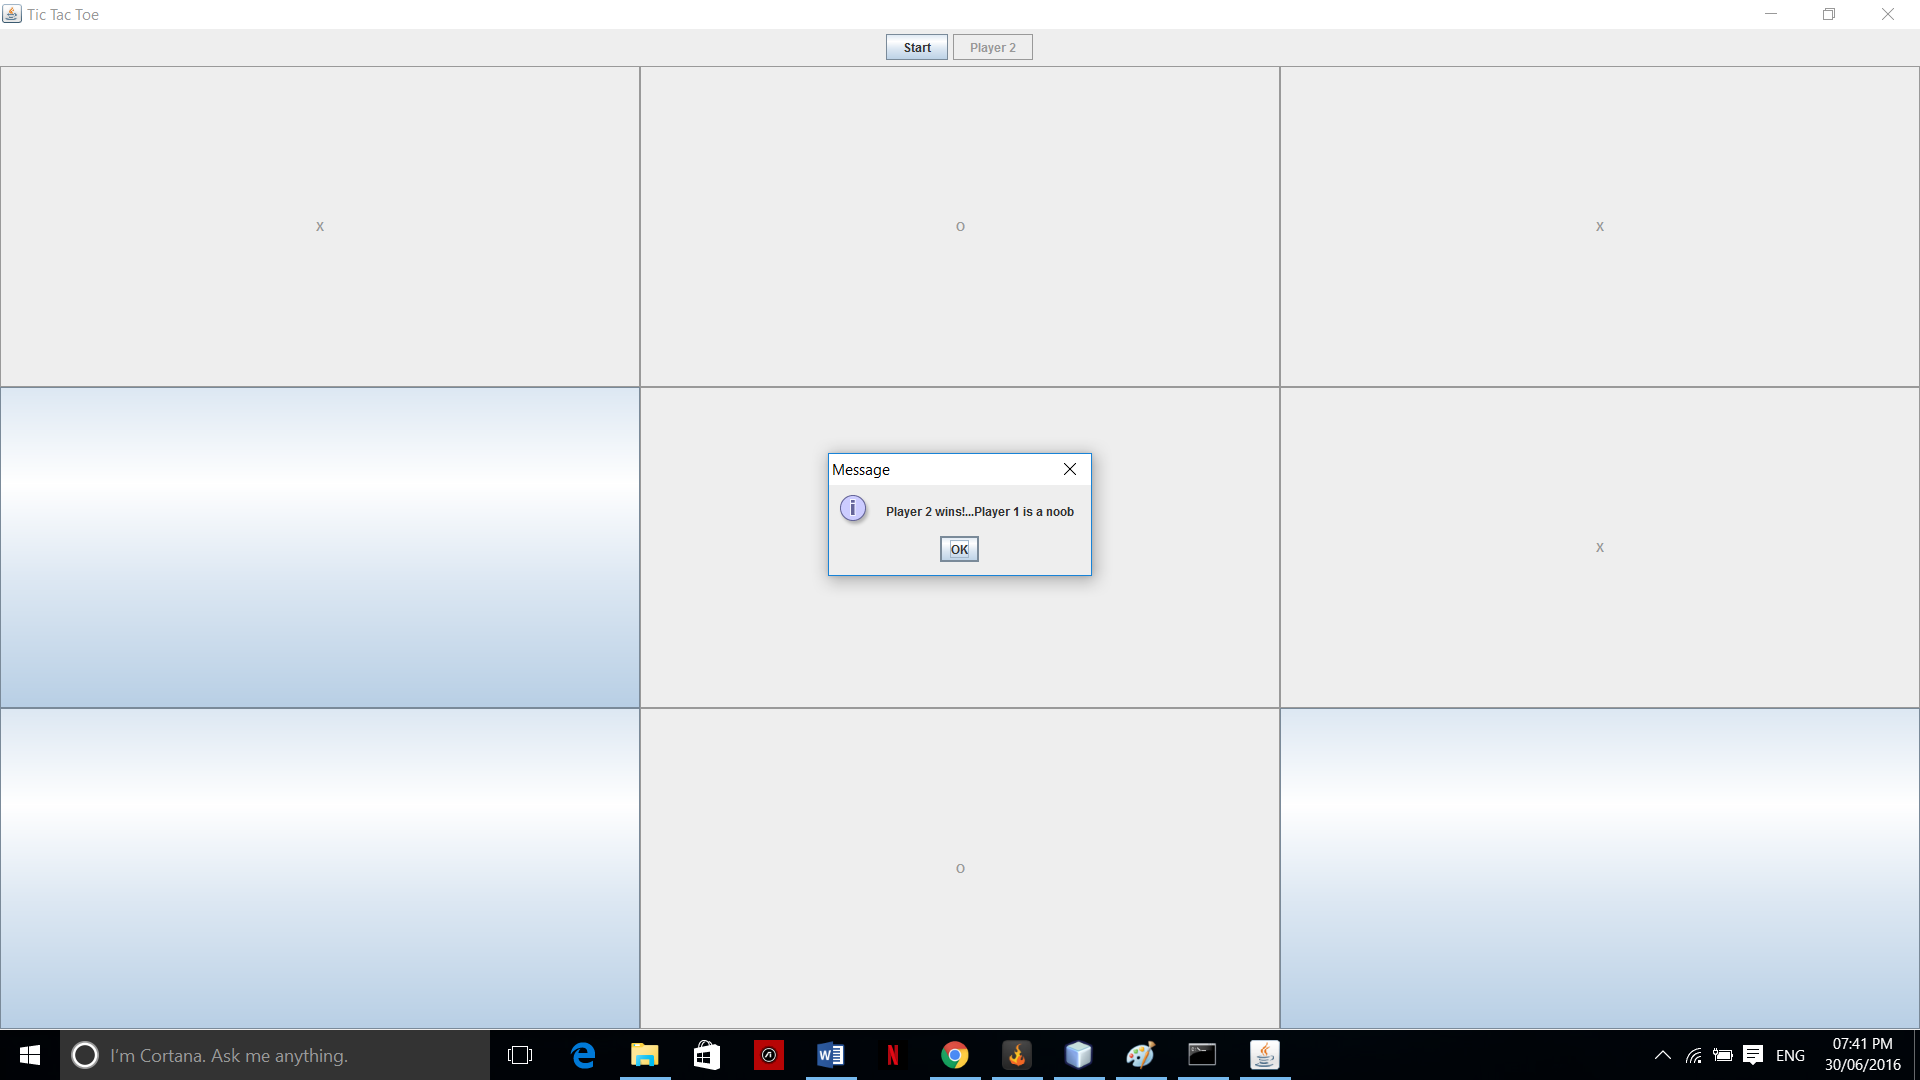 Tic Tac Toe
Start
Player 2
X
O
X
Message
Player 2 wins!...Player 1 is a noob
OK
X
O
I'm Cortana. Ask me anything.
ENG
07:41 PM
30/06/2016